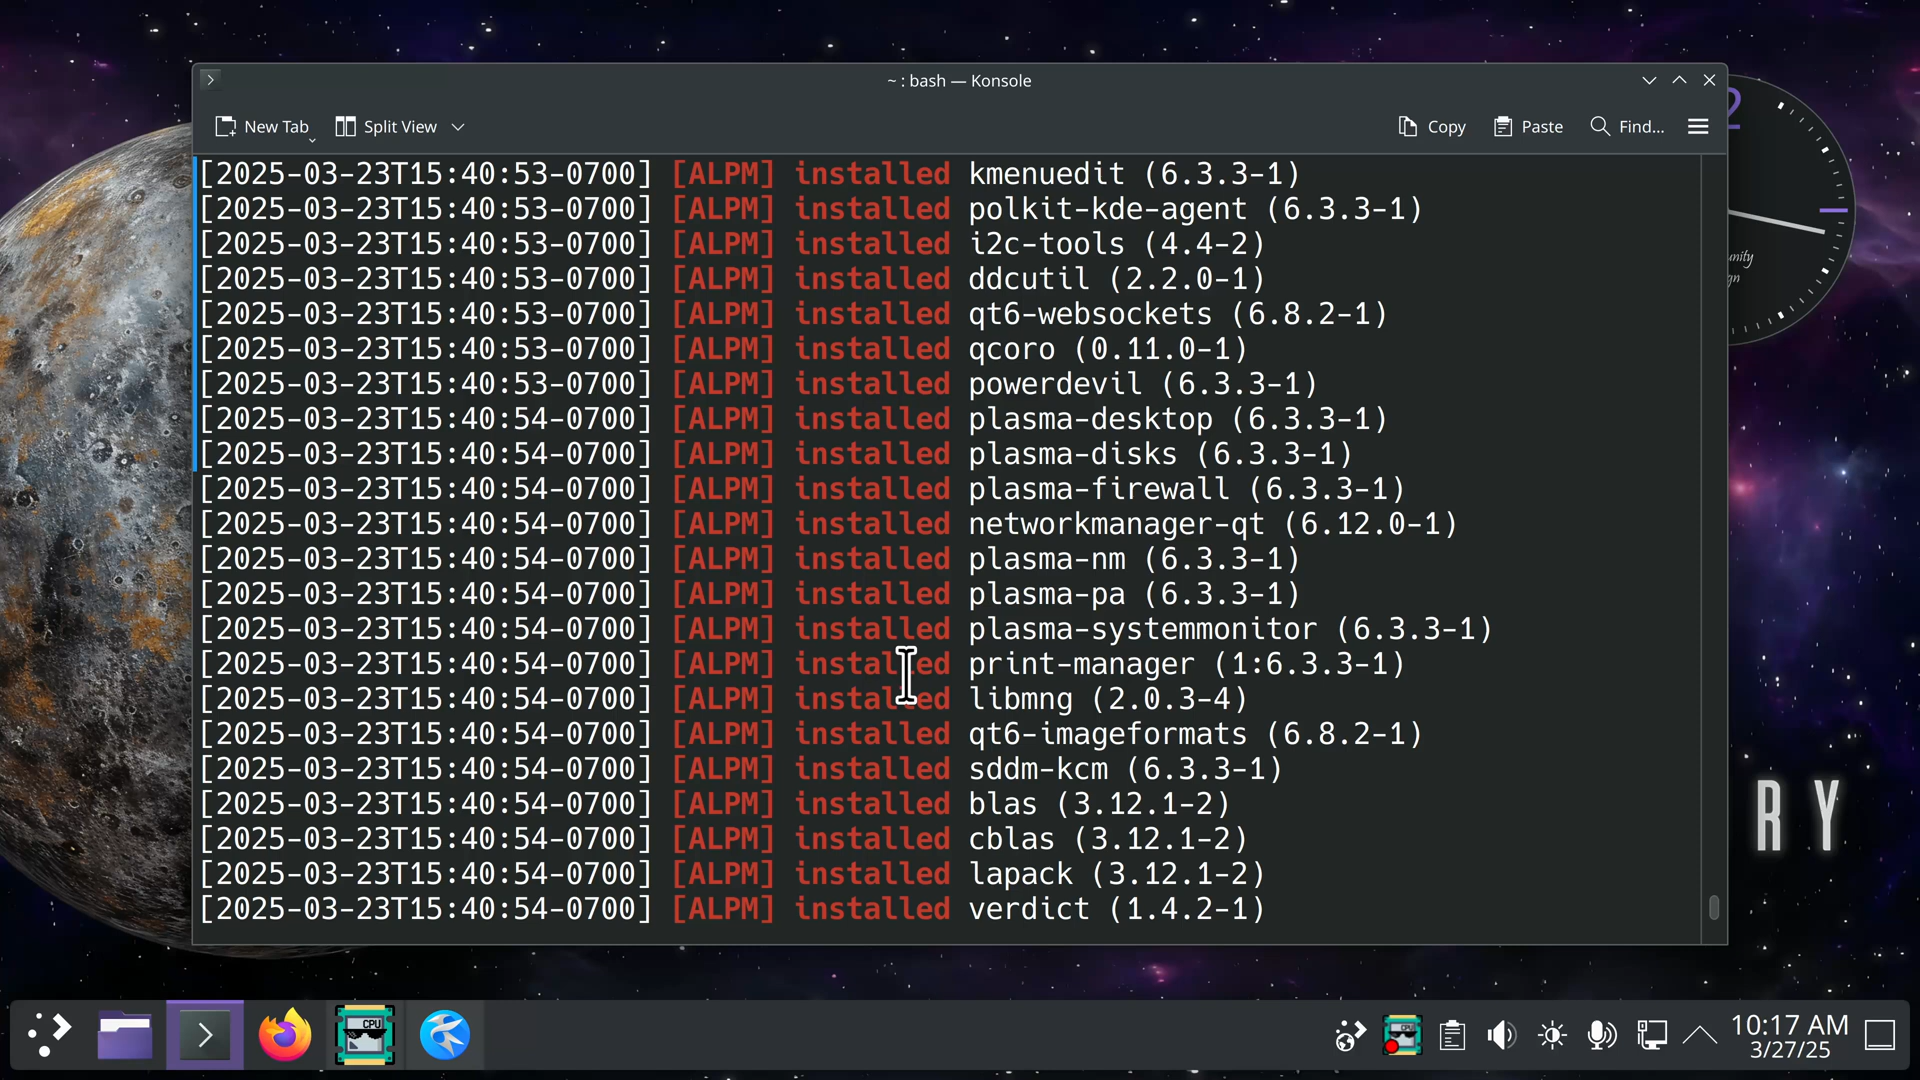 ~ : bash — Konsole
New Tab
Split View
Copy
Paste
Find...
[2025-03-23T15:40:53-0700] [ALPM] installed kmenuedit (6.3.3-1)
[2025-03-23T15:40:53-0700] [ALPM] installed polkit-kde-agent (6.3.3-1)
[2025-03-23T15:40:53-0700] [ALPM] installed i2c-tools (4.4-2)
[2025-03-23T15:40:53-0700] [ALPM] installed ddcutil (2.2.0-1)
[2025-03-23T15:40:53-0700] [ALPM] installed qt6-websockets (6.8.2-1)
[2025-03-23T15:40:53-0700] [ALPM] installed qcoro (0.11.0-1)
[2025-03-23T15:40:53-0700] [ALPM] installed powerdevil (6.3.3-1)
[2025-03-23T15:40:54-0700] [ALPM] installed plasma-desktop (6.3.3-1)
[2025-03-23T15:40:54-0700] [ALPM] installed plasma-disks (6.3.3-1)
[2025-03-23T15:40:54-0700] [ALPM] installed plasma-firewall (6.3.3-1)
[2025-03-23T15:40:54-0700] [ALPM] installed networkmanager-qt (6.12.0-1)
[2025-03-23T15:40:54-0700] [ALPM] installed plasma-nm (6.3.3-1)
[2025-03-23T15:40:54-0700] [ALPM] installed plasma-pa (6.3.3-1)
[2025-03-23T15:40:54-0700] [ALPM] installed plasma-systemmonitor (6.3.3-1)
[2025-03-23T15:40:54-0700] [ALPM] installed print-manager (1:6.3.3-1)
[2025-03-23T15:40:54-0700] [ALPM] installed libmng (2.0.3-4)
[2025-03-23T15:40:54-0700] [ALPM] installed qt6-imageformats (6.8.2-1)
[2025-03-23T15:40:54-0700] [ALPM] installed sddm-kcm (6.3.3-1)
[2025-03-23T15:40:54-0700] [ALPM] installed blas (3.12.1-2)
[2025-03-23T15:40:54-0700] [ALPM] installed cblas (3.12.1-2)
[2025-03-23T15:40:54-0700] [ALPM] installed lapack (3.12.1-2)
[2025-03-23T15:40:54-0700] [ALPM] installed verdict (1.4.2-1)
R Y
CPU
10:17 AM
3/27/25